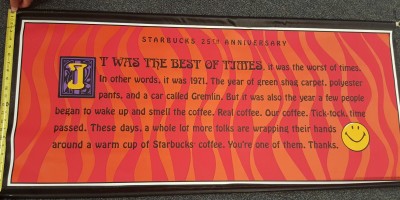 STARBUCKS 25TH ANNIVERSARY
IT WAS THE BEST OF TIMES, it was the worst of times.
In other words, it was 1971. The year of green shag carpet, polyester
pants, and a car called Gremlin. But it was also the year a few people
began to wake up and smell the coffee. Real coffee. Our coffee. Tick-tock, time
passed. These days, a whole lot more folks are wrapping their hands
around a warm cup of Starbucks coffee. You're one of them. Thanks.